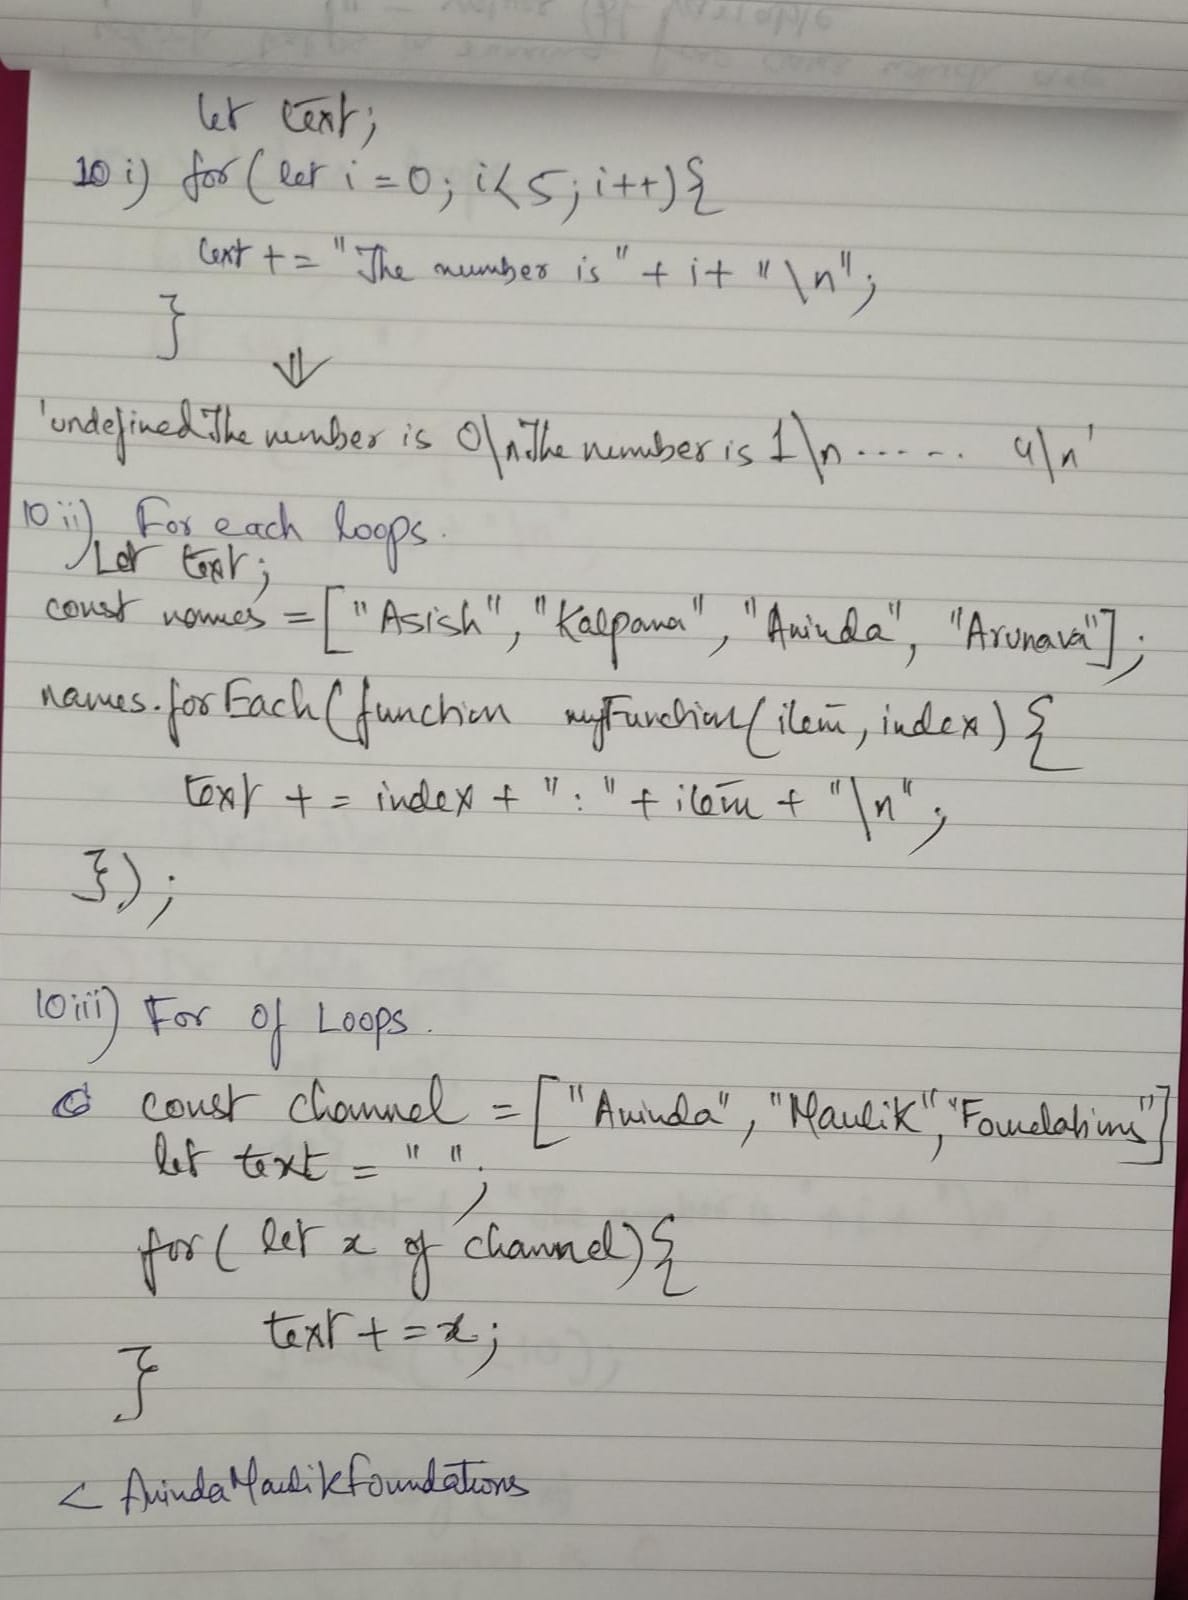 let text;
10 i) for (let i = 0; i<5; i++) {
text += "The number is " + i + "\n";
}
⇓
'undefinedThe number is 0\nThe number is 1\n...... 4\n'
10 ii) For each loops.
Let text;
const names = ["Asish", "Kalpana", "Aninda", "Arunava"];
names.forEach(function myFunction(item, index) {
text += index + ":" + item + "\n";
});
10 iii) For of Loops.
const channel = ["Aninda", "Maulik", "Foundations"]
let text = " ";
for ( let x of channel) {
text += x;
}
< AnindaMaulikFoundations